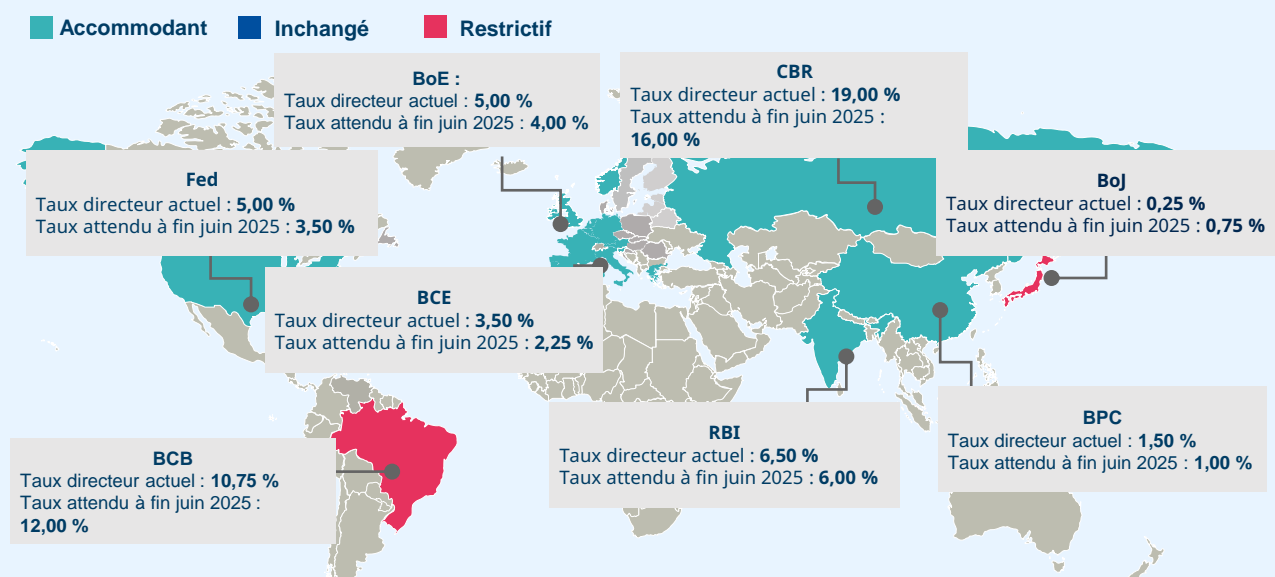 Accommodant Inchangé Restrictif
BoE :
Taux directeur actuel : 5,00 %
Taux attendu à fin juin 2025 : 4,00 %
CBR
Taux directeur actuel : 19,00 %
Taux attendu à fin juin 2025 :
16,00 %
Fed
Taux directeur actuel : 5,00 %
Taux attendu à fin juin 2025 : 3,50 %
BoJ
Taux directeur actuel : 0,25 %
Taux attendu à fin juin 2025 : 0,75 %
BCE
Taux directeur actuel : 3,50 %
Taux attendu à fin juin 2025 : 2,25 %
BCB
Taux directeur actuel : 10,75 %
Taux attendu à fin juin 2025 :
12,00 %
RBI
Taux directeur actuel : 6,50 %
Taux attendu à fin juin 2025 : 6,00 %
BPC
Taux directeur actuel : 1,50 %
Taux attendu à fin juin 2025 : 1,00 %